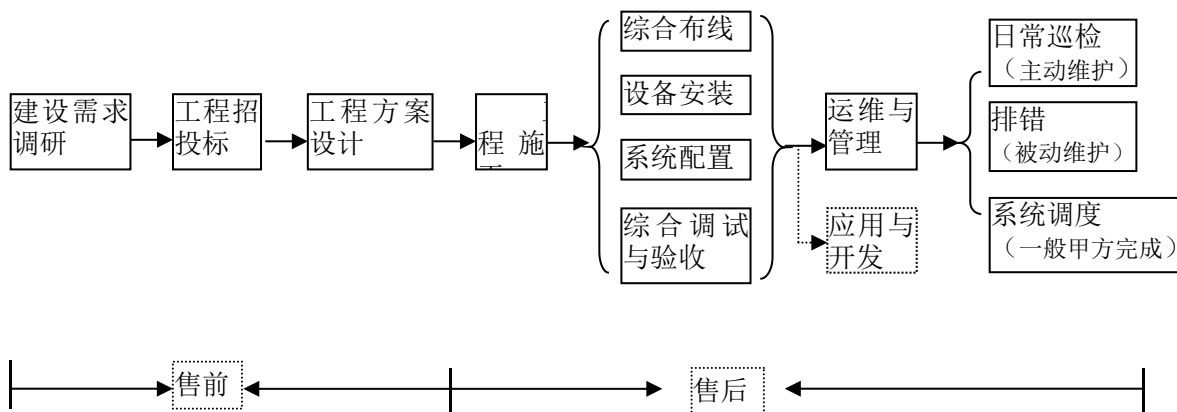 建设需求
调研
工程招
投标
工程方案
设计
程 施
综合布线
设备安装
系统配置
综合调试
与验收
运维与
管理
应用与
开发
日常巡检
（主动维护）
排错
（被动维护）
系统调度
（一般甲方完成）
售前
售后